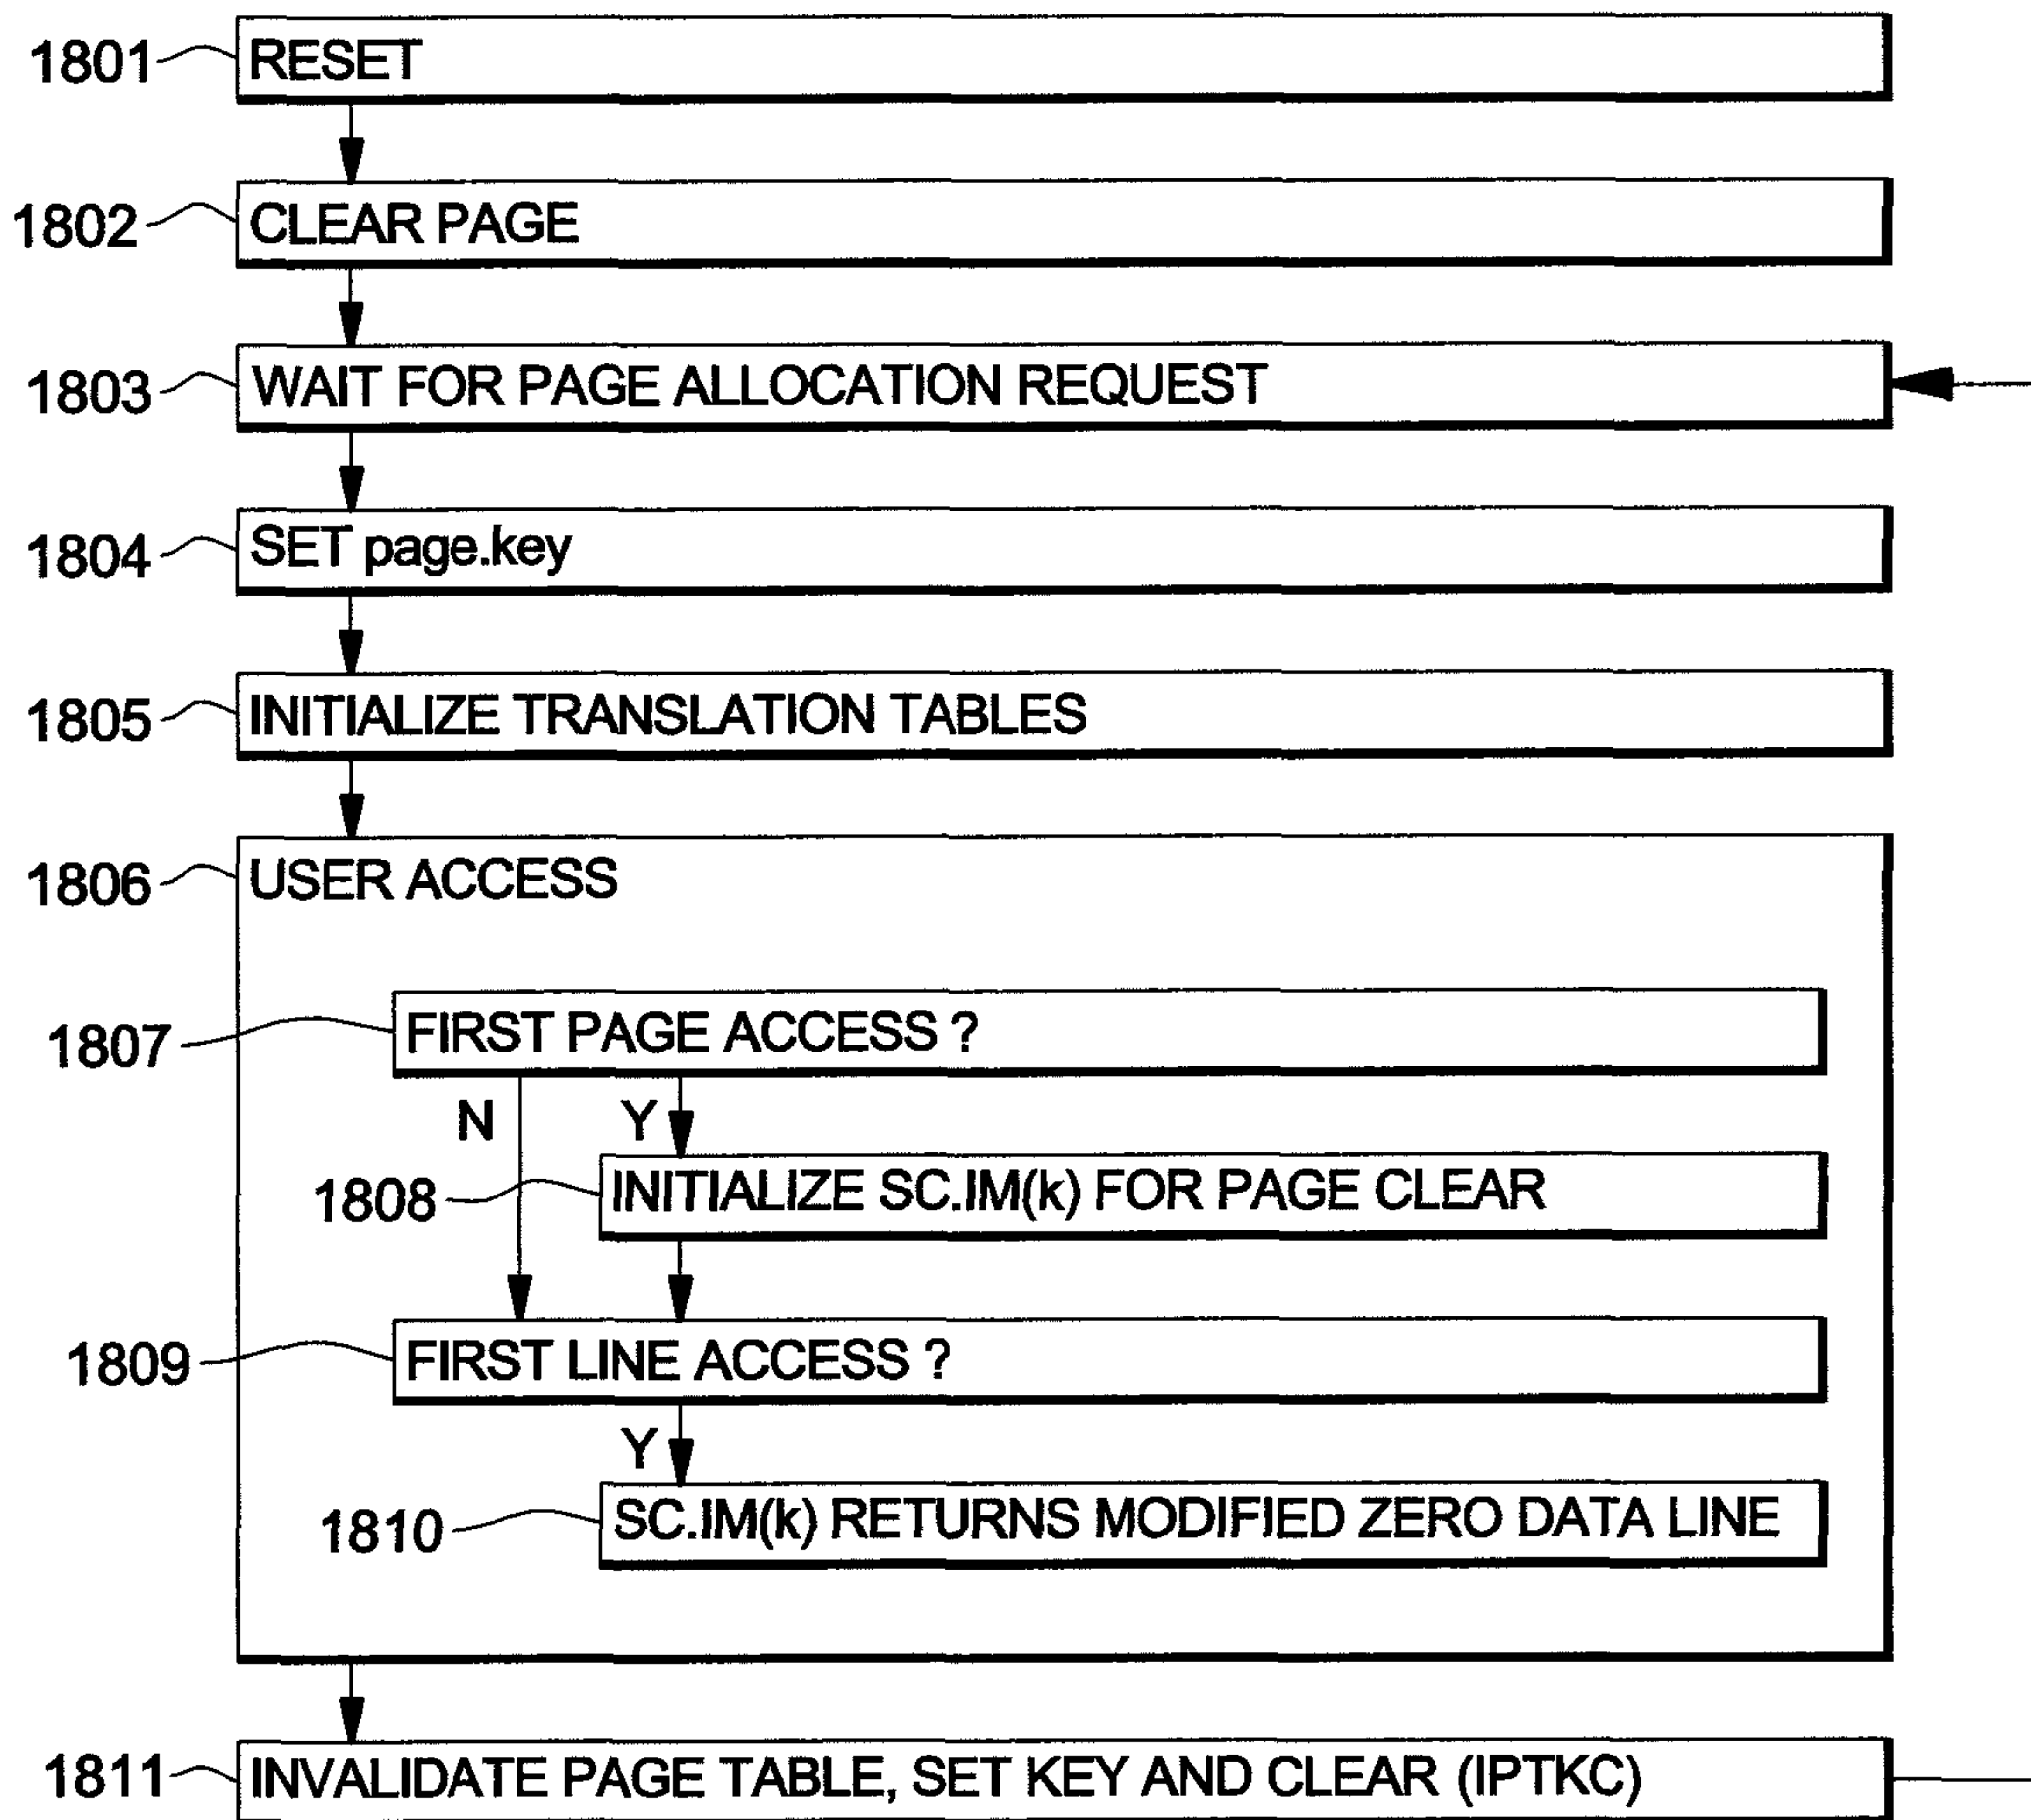 1801 RESET
1802 CLEAR PAGE
1803 WAIT FOR PAGE ALLOCATION REQUEST
1804 SET page.key
1805 INITIALIZE TRANSLATION TABLES
1806 USER ACCESS
1807 FIRST PAGE ACCESS ?
N Y
1808 INITIALIZE SC.IM(k) FOR PAGE CLEAR
1809 FIRST LINE ACCESS ?
Y
1810 SC.IM(k) RETURNS MODIFIED ZERO DATA LINE
1811 INVALIDATE PAGE TABLE, SET KEY AND CLEAR (IPTKC)